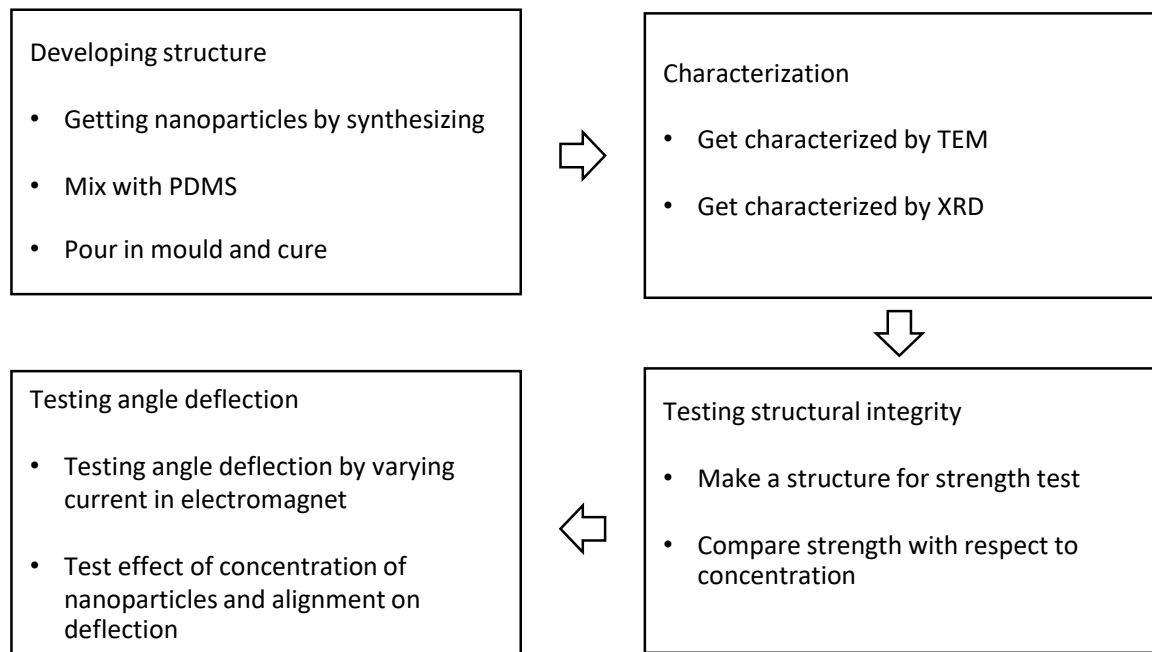 Developing structure
• Getting nanoparticles by synthesizing
• Mix with PDMS
• Pour in mould and cure
Characterization
• Get characterized by TEM
• Get characterized by XRD
Testing structural integrity
• Make a structure for strength test
• Compare strength with respect to
concentration
Testing angle deflection
• Testing angle deflection by varying
current in electromagnet
• Test effect of concentration of
nanoparticles and alignment on
deflection